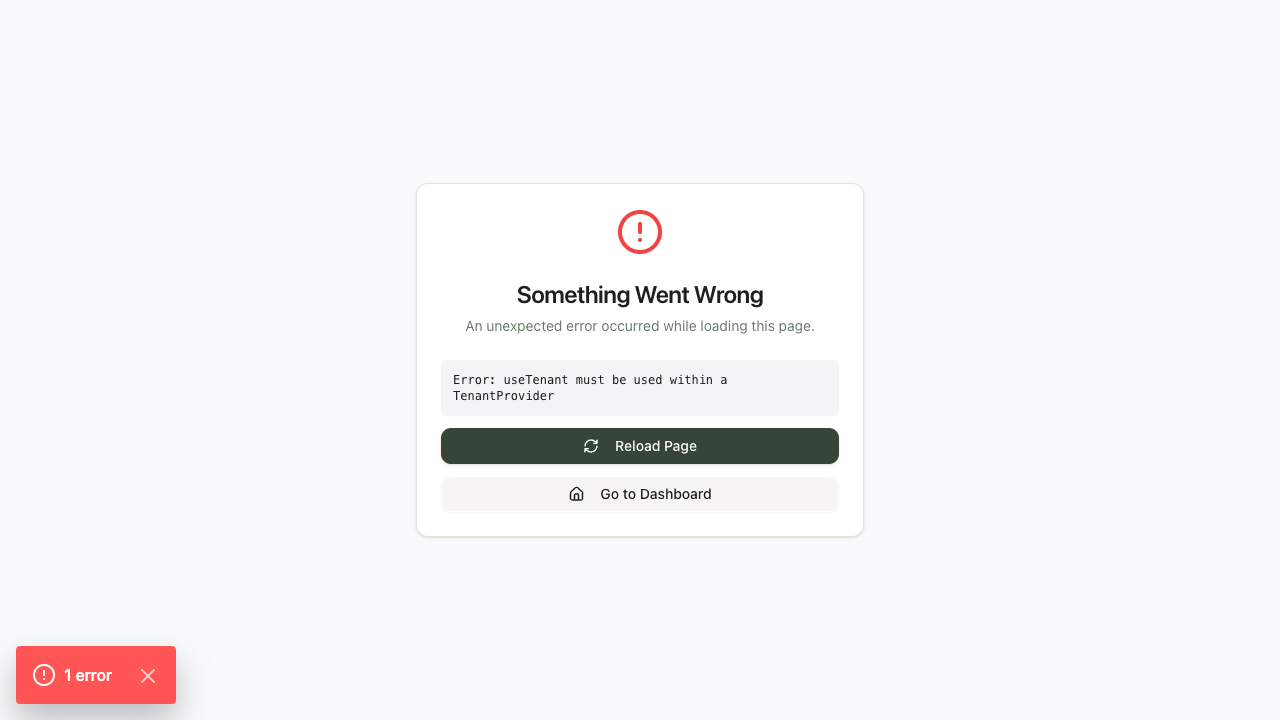 Something Went Wrong
An unexpected error occurred while loading this page.
Error: useTenant must be used within a
TenantProvider
Reload Page
Go to Dashboard
1 error